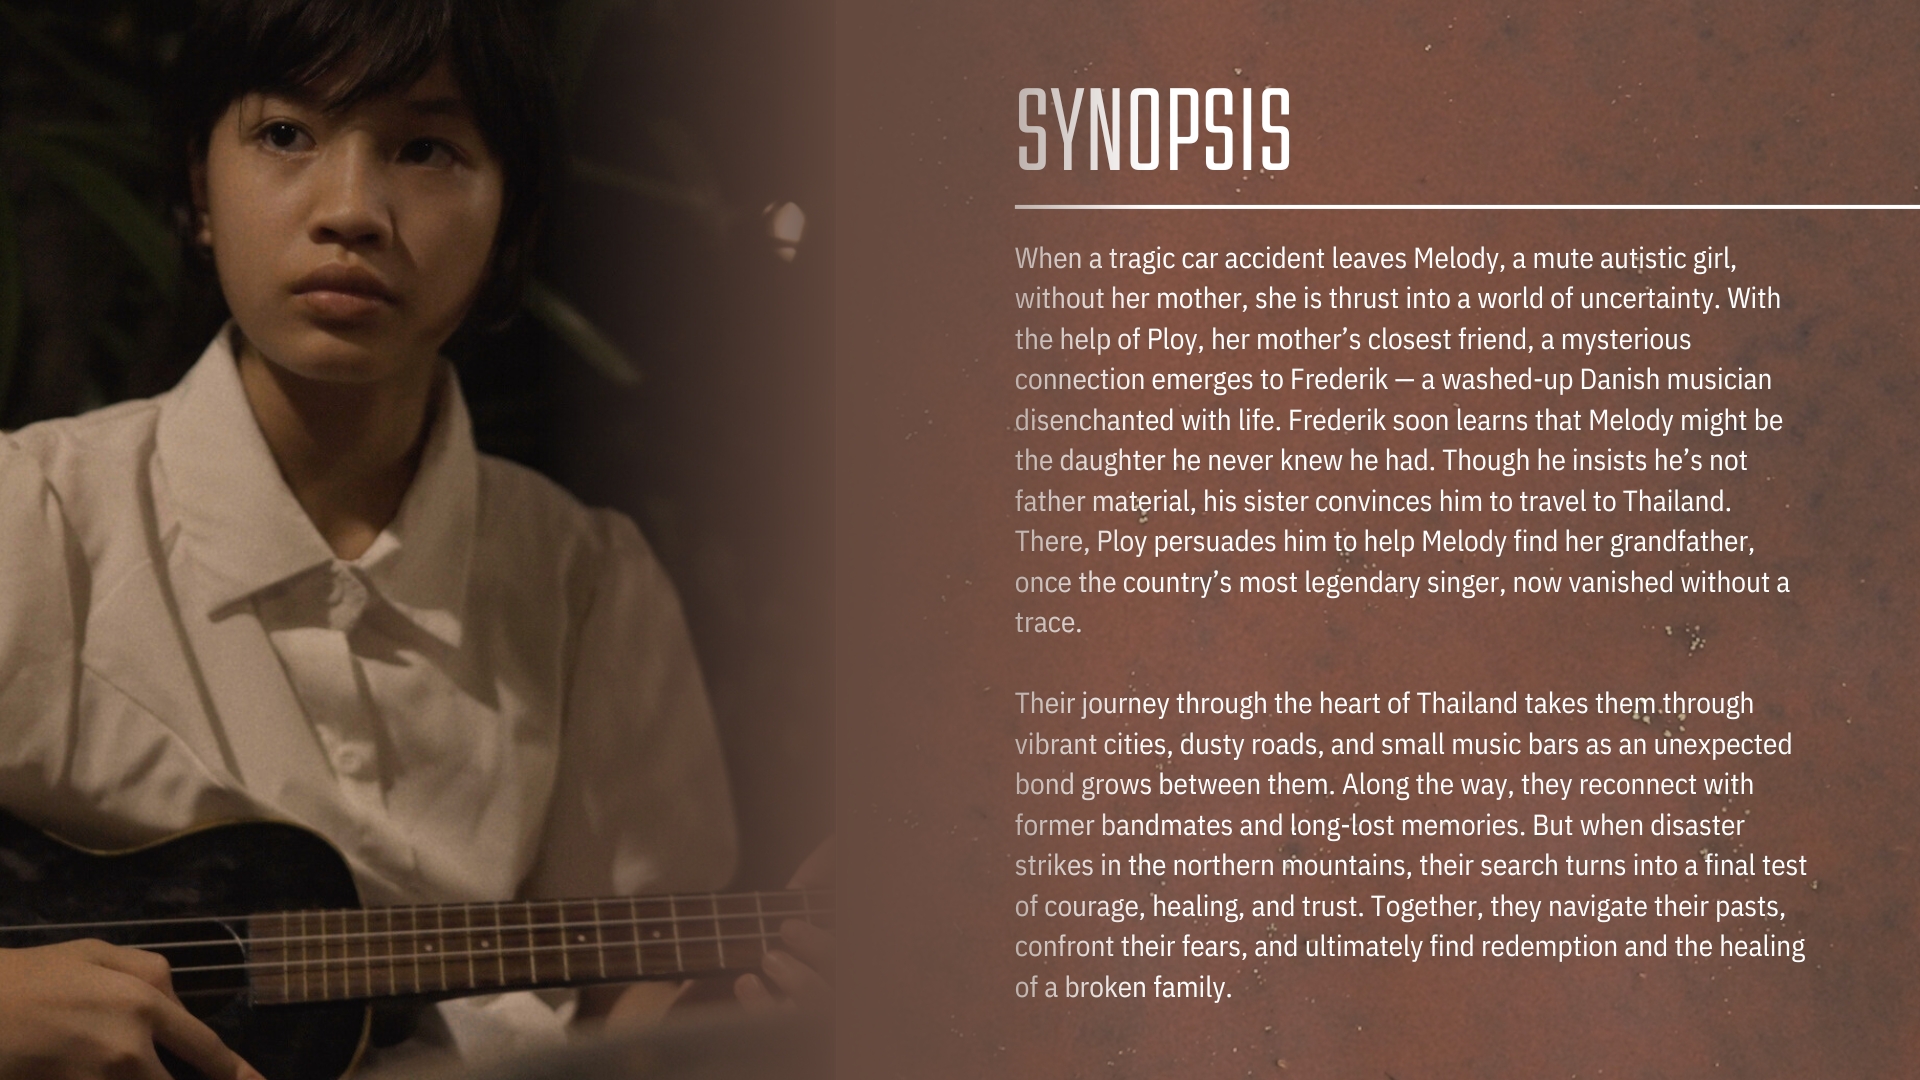 SYNOPSIS
When a tragic car accident leaves Melody, a mute autistic girl,
without her mother, she is thrust into a world of uncertainty. With
the help of Ploy, her mother’s closest friend, a mysterious
connection emerges to Frederik — a washed-up Danish musician
disenchanted with life. Frederik soon learns that Melody might be
the daughter he never knew he had. Though he insists he’s not
father material, his sister convinces him to travel to Thailand.
There, Ploy persuades him to help Melody find her grandfather,
once the country’s most legendary singer, now vanished without a
trace.
Their journey through the heart of Thailand takes them through
vibrant cities, dusty roads, and small music bars as an unexpected
bond grows between them. Along the way, they reconnect with
former bandmates and long-lost memories. But when disaster
strikes in the northern mountains, their search turns into a final test
of courage, healing, and trust. Together, they navigate their pasts,
confront their fears, and ultimately find redemption and the healing
of a broken family.